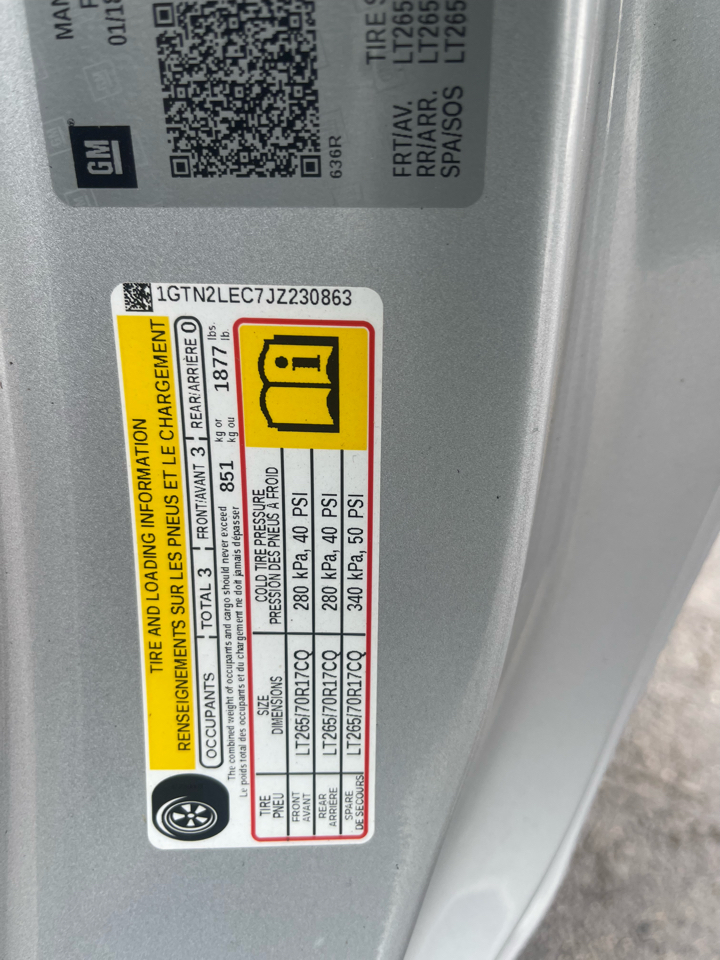 MAN
F
01/18
GM
636R
TIRE S
FRT/AV. LT265
RR/ARR. LT265
SPA/SOS LT265
1GTN2LEC7JZ230863
TIRE AND LOADING INFORMATION
RENSEIGNEMENTS SUR LES PNEUS ET LE CHARGEMENT
OCCUPANTS TOTAL 3 FRONT/AVANT 3 REAR/ARRIÈRE 0
The combined weight of occupants and cargo should never exceed 851 kg or 1877 lbs.
Le poids total des occupants et du chargement ne doit jamais dépasser kg ou lb.
TIRE SIZE COLD TIRE PRESSURE
PNEU DIMENSIONS PRESSION DES PNEUS À FROID
FRONT
AVANT LT265/70R17CQ 280 kPa, 40 PSI
REAR
ARRIÈRE LT265/70R17CQ 280 kPa, 40 PSI
SPARE
DE SECOURS LT265/70R17CQ 340 kPa, 50 PSI